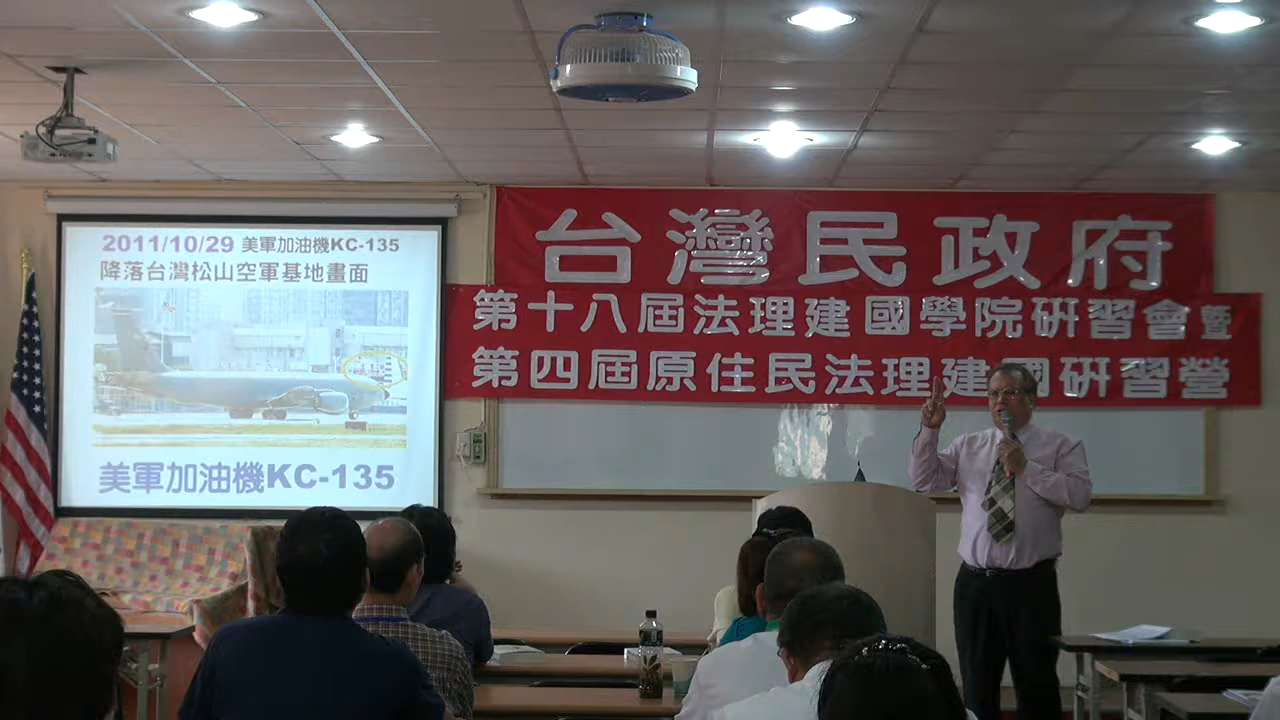 2011/10/29 美軍加油機KC-135
降落台灣松山空軍基地畫面
美軍加油機KC-135
台灣民政府
第十八屆法理建國學院研習會暨
第四屆原住民法理建國研習營